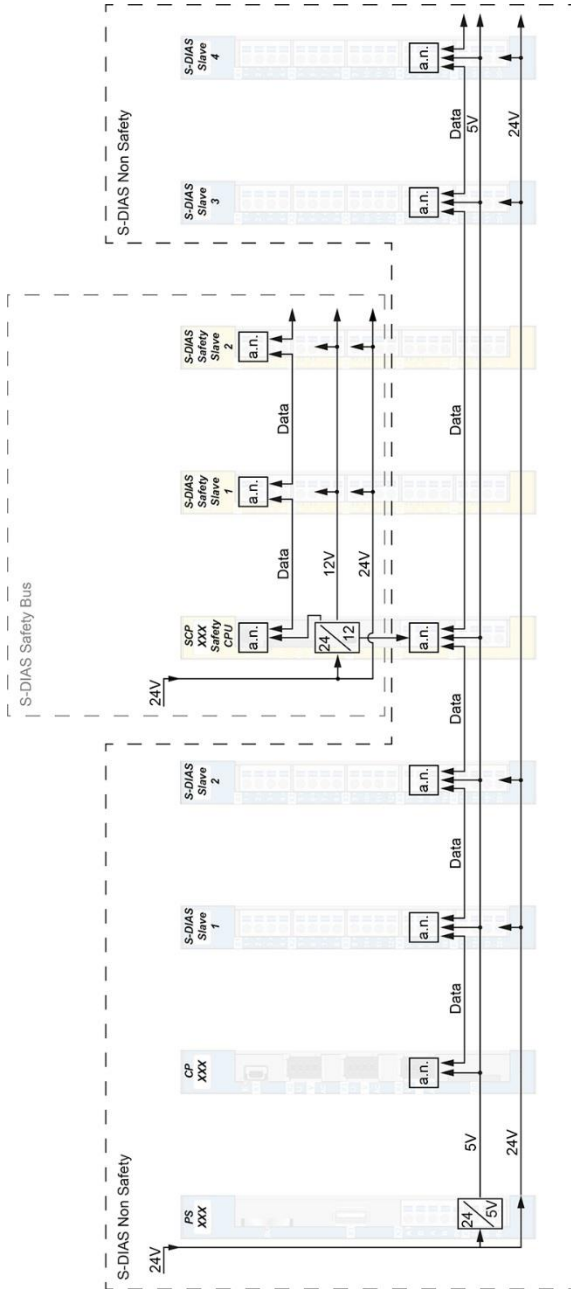 S-DIAS Safety Bus
S-DIAS Non Safety
S-DIAS Non Safety
24V
24V
PS
XXX
CP
XXX
S-DIAS
Slave
1
S-DIAS
Slave
2
SCP
XXX
Safety
CPU
S-DIAS
Safety
Slave
1
S-DIAS
Safety
Slave
2
S-DIAS
Slave
3
S-DIAS
Slave
4
a.n.
Data
a.n.
Data
a.n.
24
12
12V
24V
a.n.
Data
a.n.
Data
a.n.
Data
a.n.
Data
a.n.
Data
a.n.
24
5V
5V
5V
24V
24V